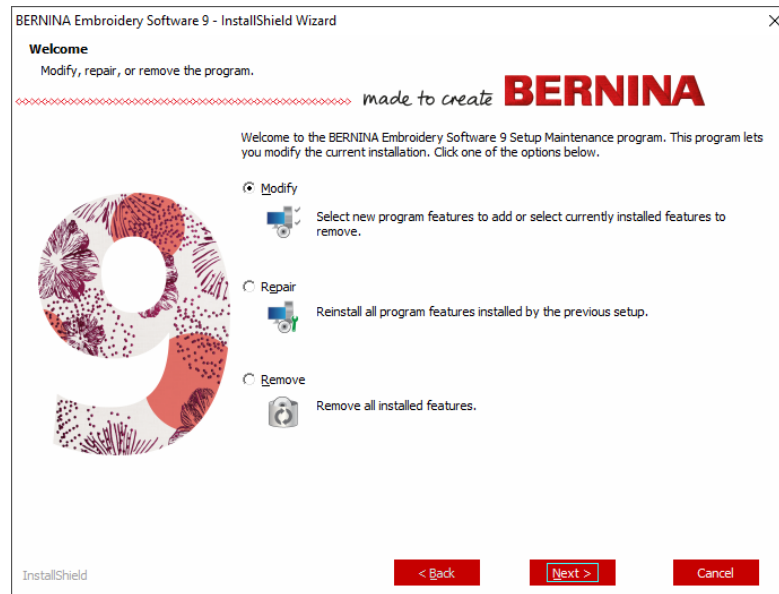 BERNINA Embroidery Software 9 - InstallShield Wizard
Welcome
Modify, repair, or remove the program.
made to create BERNINA
Welcome to the BERNINA Embroidery Software 9 Setup Maintenance program. This program lets
you modify the current installation. Click one of the options below.
Modify
Select new program features to add or select currently installed features to
remove.
Repair
Reinstall all program features installed by the previous setup.
Remove
Remove all installed features.
9
InstallShield
< Back
Next >
Cancel